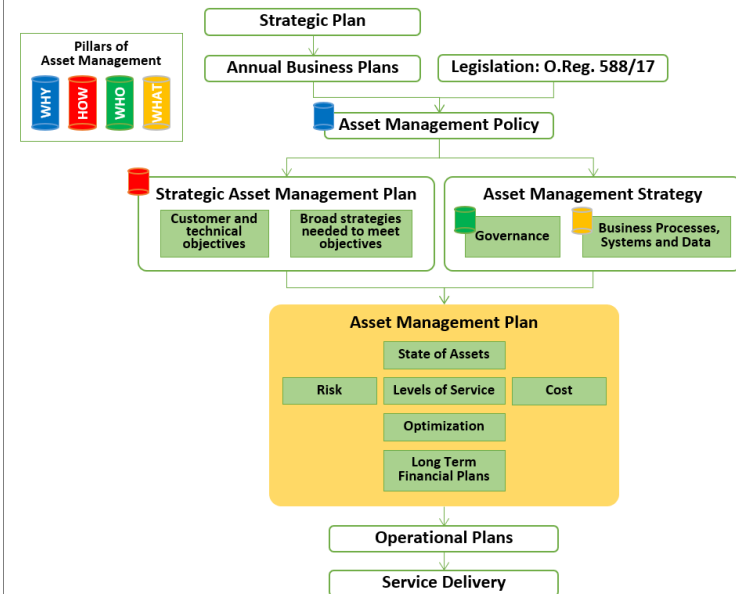 Strategic Plan
Pillars of
Asset Management
WHY
HOW
WHO
WHAT
Annual Business Plans
Legislation: O.Reg. 588/17
Asset Management Policy
Strategic Asset Management Plan
Customer and
technical
objectives
Broad strategies
needed to meet
objectives
Asset Management Strategy
Governance
Business Processes,
Systems and Data
Asset Management Plan
State of Assets
Risk
Levels of Service
Cost
Optimization
Long Term
Financial Plans
Operational Plans
Service Delivery